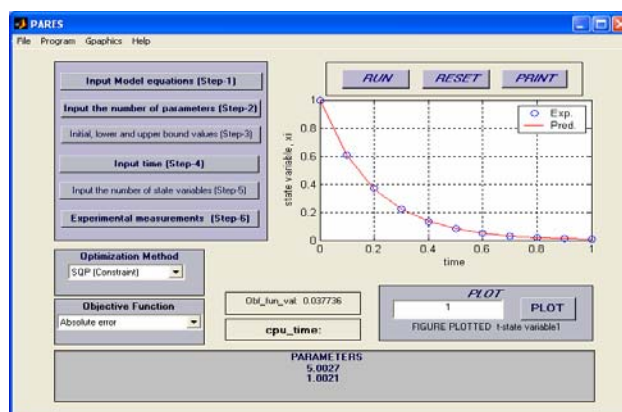 PARES
File Program Gpaphics Help
Input Model equations (Step-1)
Input the number of parameters (Step-2)
Initial, lower and upper bound values (Step-3)
Input time (Step-4)
Input the number of state variables (Step-5)
Experimental measurements (Step-6)
Optimization Method
SQP (Constraint)
Objective Function
Absolute error
RUN RESET PRINT
1
0.8
0.6
0.4
0.2
0
state variable, xi
Exp.
Pred.
0 0.2 0.4 0.6 0.8 1
time
Obl_fun_val: 0.037736
cpu_time:
PLOT
1
PLOT
FIGURE PLOTTED t-state variable1
PARAMETERS
5.0027
1.0021